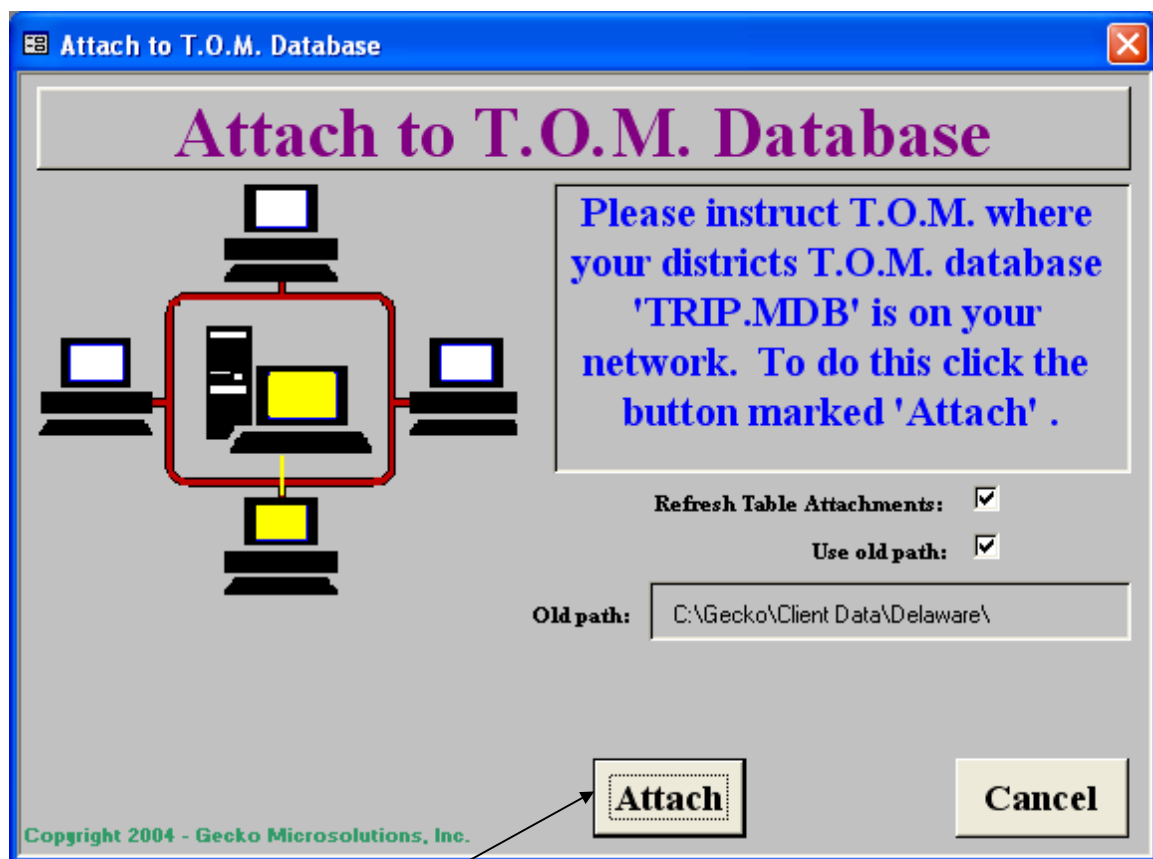 Attach to T.O.M. Database
Attach to T.O.M. Database
Please instruct T.O.M. where
your districts T.O.M. database
'TRIP.MDB' is on your
network. To do this click the
button marked 'Attach' .
Refresh Table Attachments:
Use old path:
Old path: C:\Gecko\Client Data\Delaware\
Attach
Cancel
Copyright 2004 - Gecko Microsolutions, Inc.